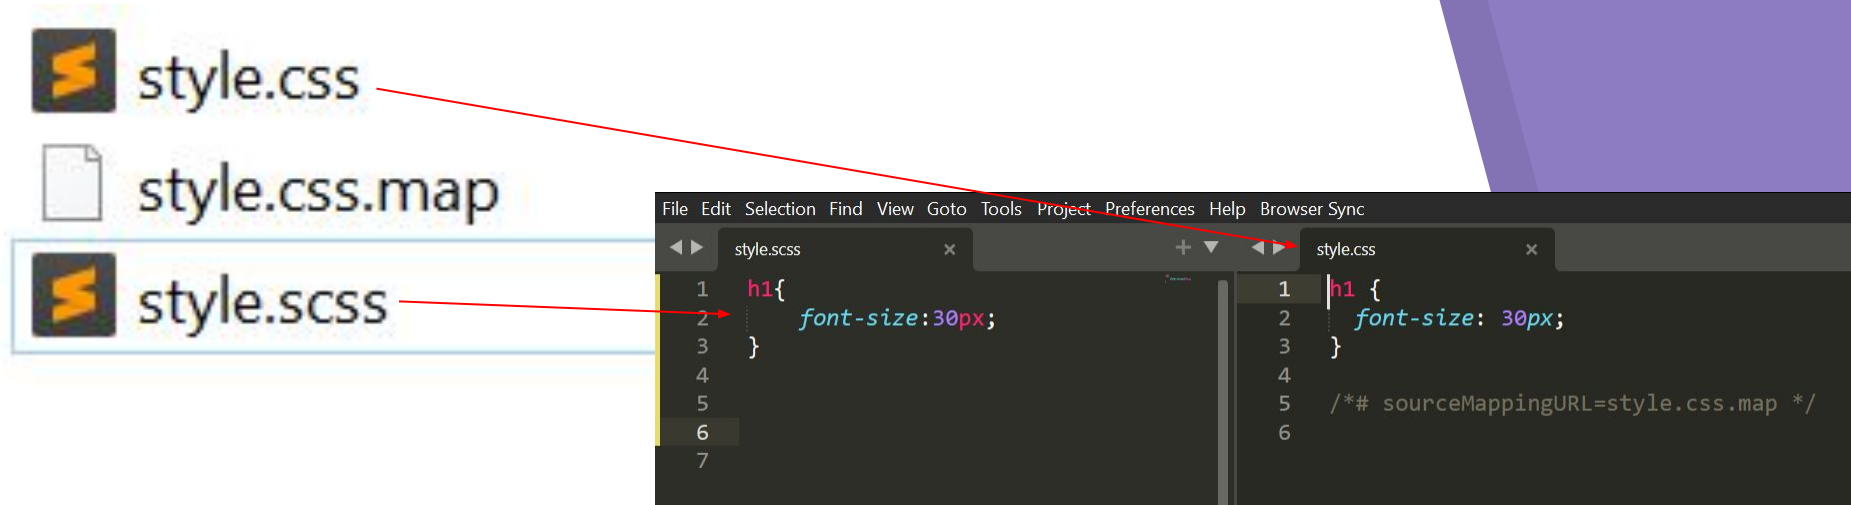 style.css
style.css.map
style.scss
File Edit Selection Find View Goto Tools Project Preferences Help Browser Sync
style.scss
1 h1{
2 font-size:30px;
3 }
4
5
6
7
style.css
1 h1 {
2 font-size: 30px;
3 }
4
5 /*# sourceMappingURL=style.css.map */
6